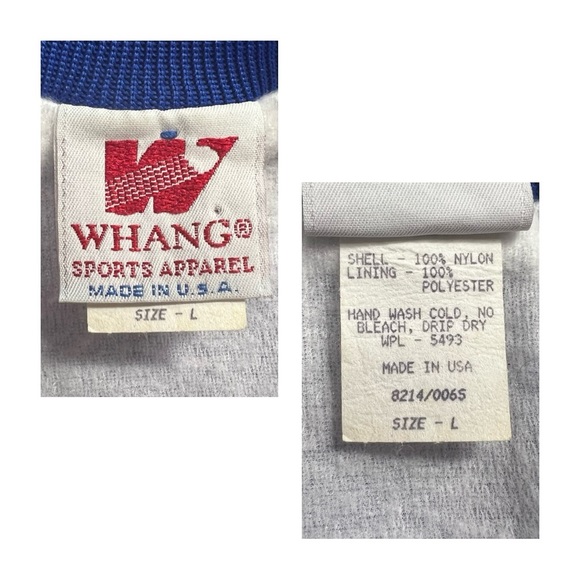 W
WHANG®
SPORTS APPAREL
MADE IN U.S.A.
SIZE - L
SHELL - 100% NYLON
LINING - 100%
POLYESTER
HAND WASH COLD, NO
BLEACH, DRIP DRY
WPL - 5493
MADE IN USA
8214/006S
SIZE - L